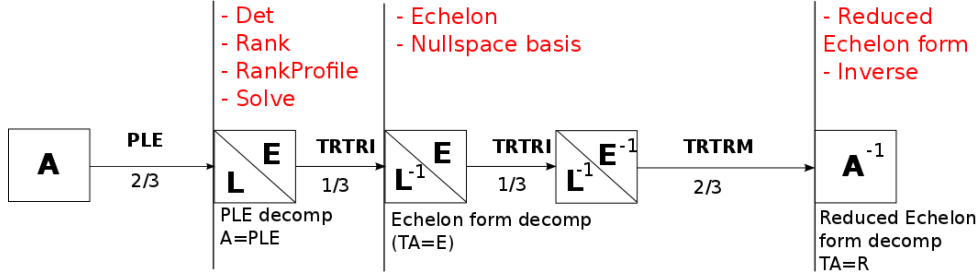 - Det
- Rank
- RankProfile
- Solve
- Echelon
- Nullspace basis
- Reduced
Echelon form
- Inverse
A
PLE
2/3
E
L
TRTRI
1/3
E
L-1
TRTRI
1/3
E-1
L-1
TRTRM
2/3
A-1
PLE decomp
A=PLE
Echelon form decomp
(TA=E)
Reduced Echelon
form decomp
TA=R